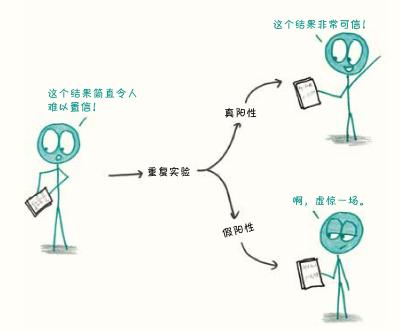 这个结果非常可信!
这个结果简直令人
难以置信!
真阳性
重复实验
假阳性
啊，虚惊一场。